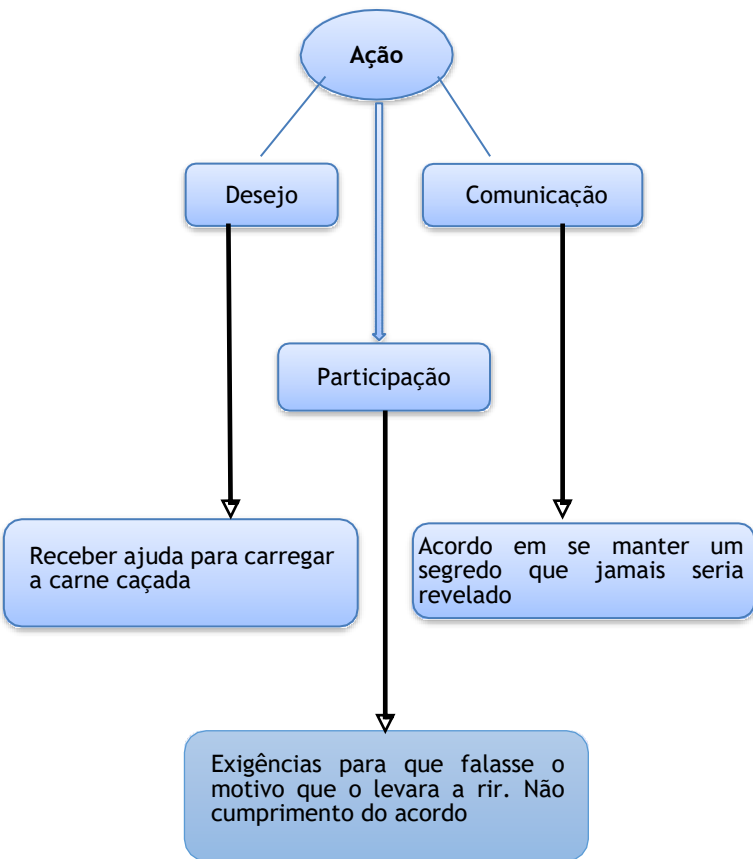 Ação
Desejo
Comunicação
Participação
Receber ajuda para carregar
a carne caçada
Acordo em se manter um
segredo que jamais seria
revelado
Exigências para que falasse o
motivo que o levara a rir. Não
cumprimento do acordo